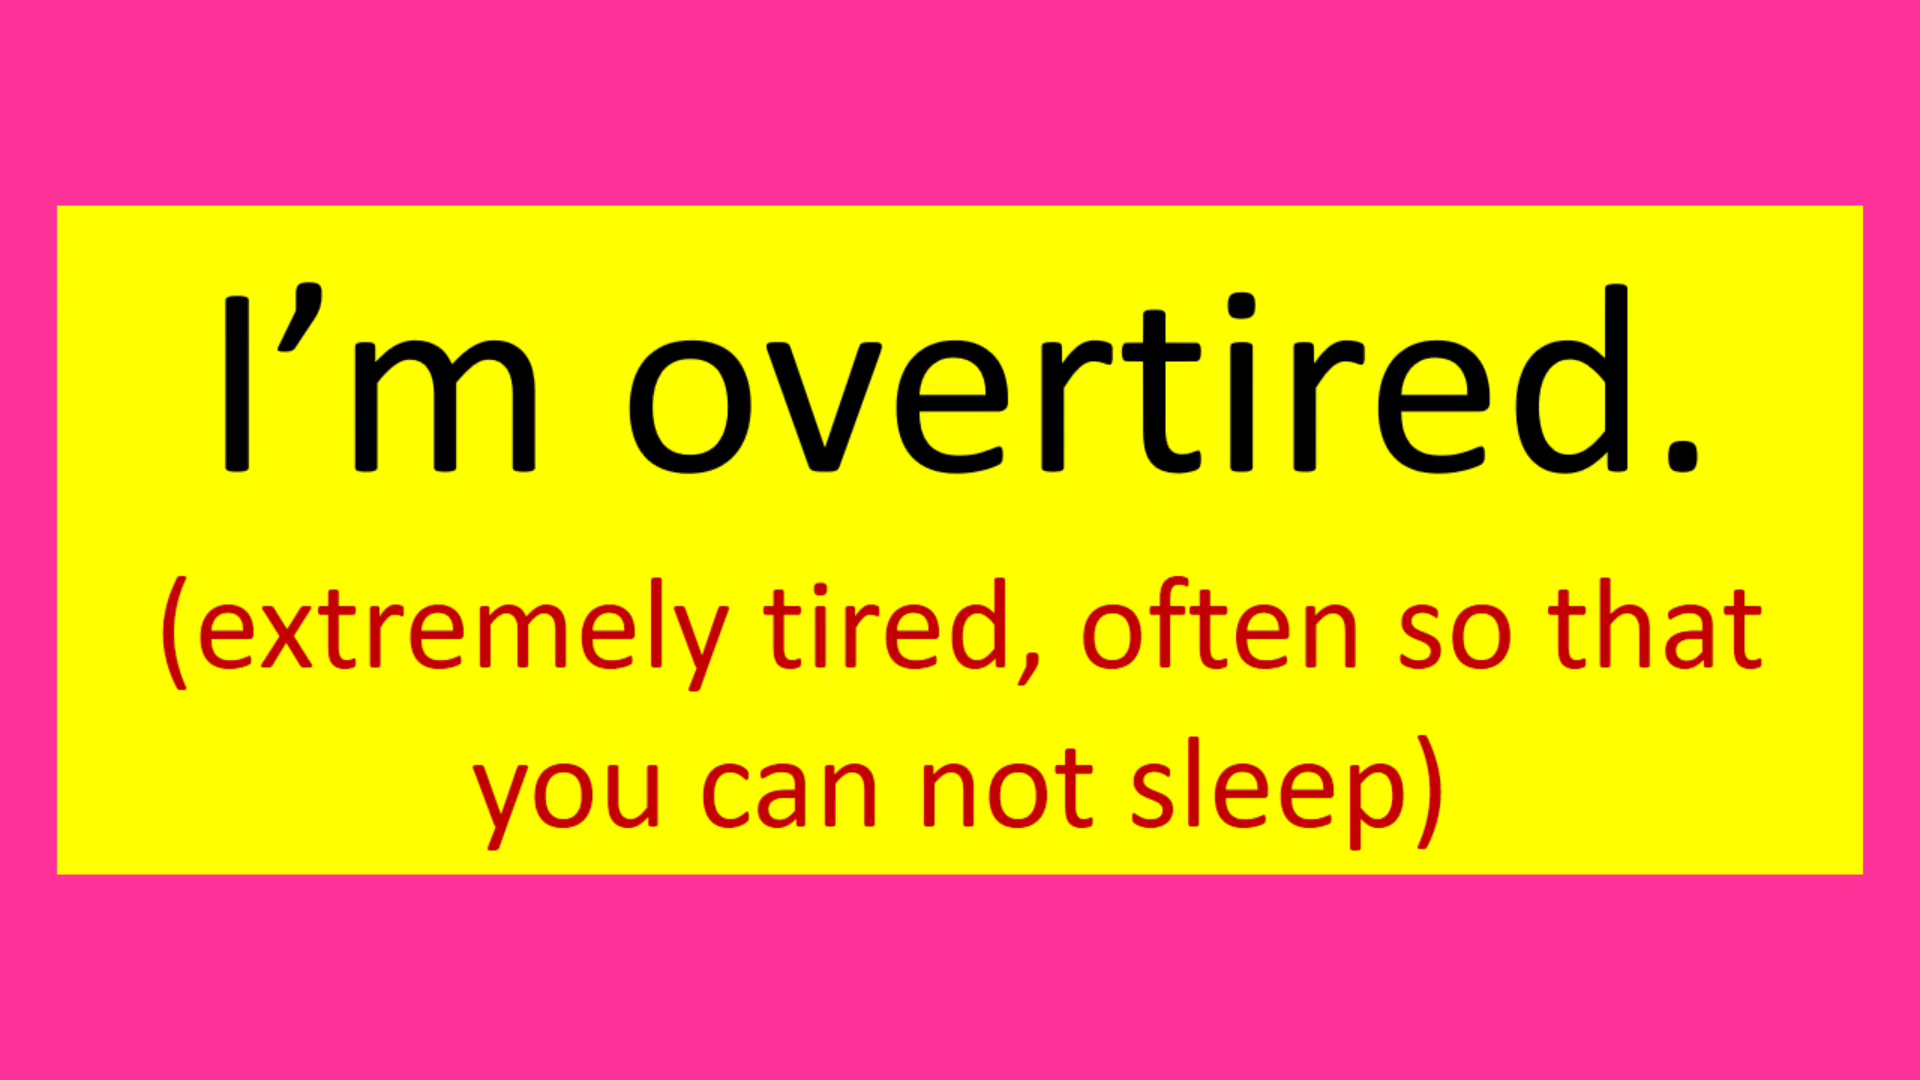 I’m overtired.
(extremely tired, often so that
you can not sleep)